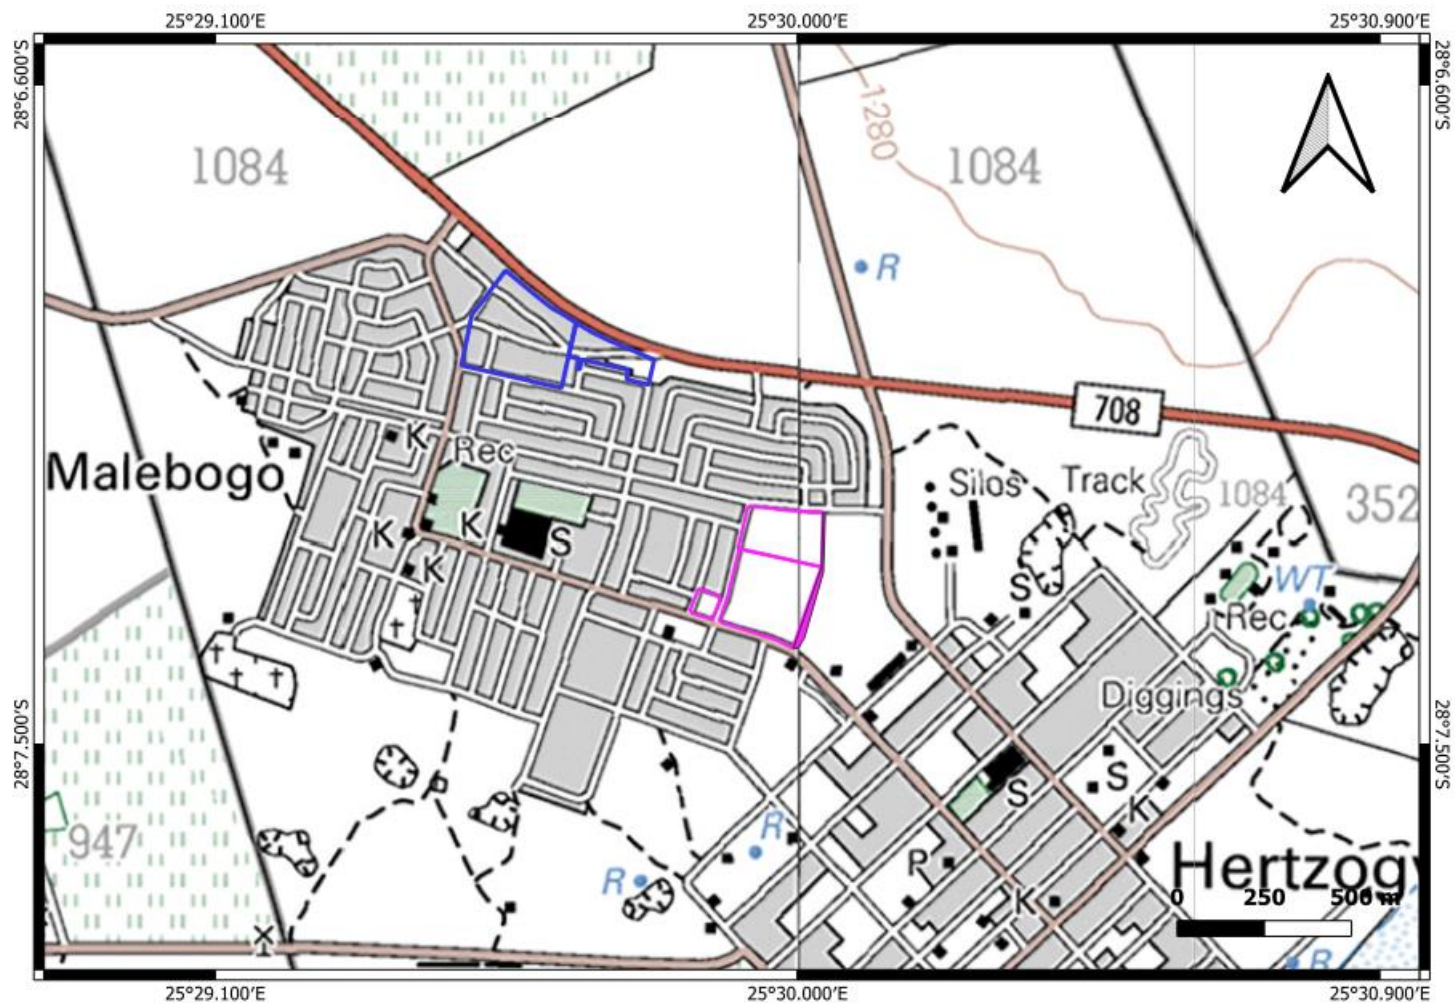 25°29.100'E 25°30.000'E 25°30.900'E
28°6.600'S 28°6.600'S
1280
1084 1084
R
708
K Rec
Malebogo Silos Track 1084 352
K K S
K S WT
Rec
Diggings
28°7.500'S 28°7.500'S
S S
R K
947
R P Hertzogv
K 0 250 500 m
R
25°29.100'E 25°30.000'E 25°30.900'E